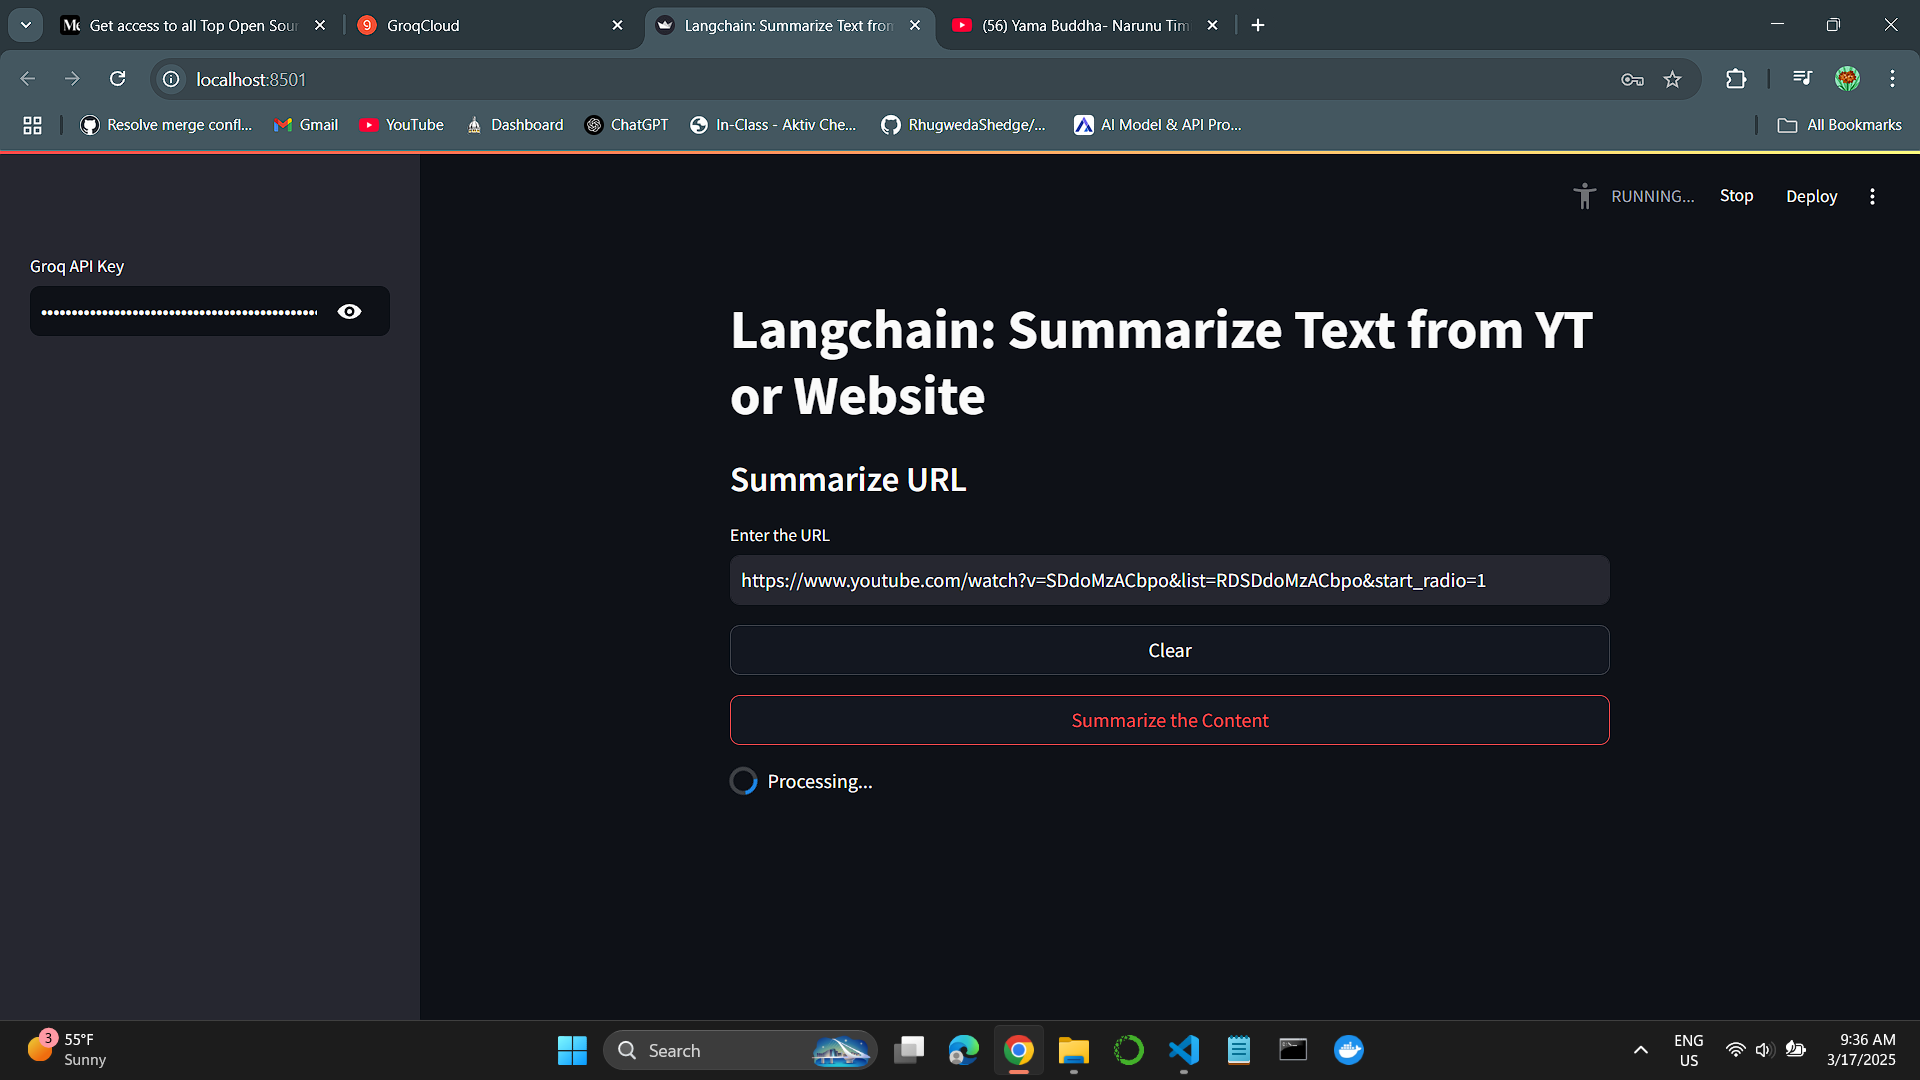 Get access to all Top Open Sour
GroqCloud
Langchain: Summarize Text from
(56) Yama Buddha- Narunu Tim
localhost:8501
Resolve merge confl...
Gmail
YouTube
Dashboard
ChatGPT
In-Class - Aktiv Che...
RhugwedaShedge/...
AI Model & API Pro...
All Bookmarks
RUNNING...
Stop
Deploy
Groq API Key
Langchain: Summarize Text from YT
or Website
Summarize URL
Enter the URL
https://www.youtube.com/watch?v=SDdoMzACbpo&list=RDSDdoMzACbpo&start_radio=1
Clear
Summarize the Content
Processing...
3
55°F
Sunny
Search
ENG
US
9:36 AM
3/17/2025